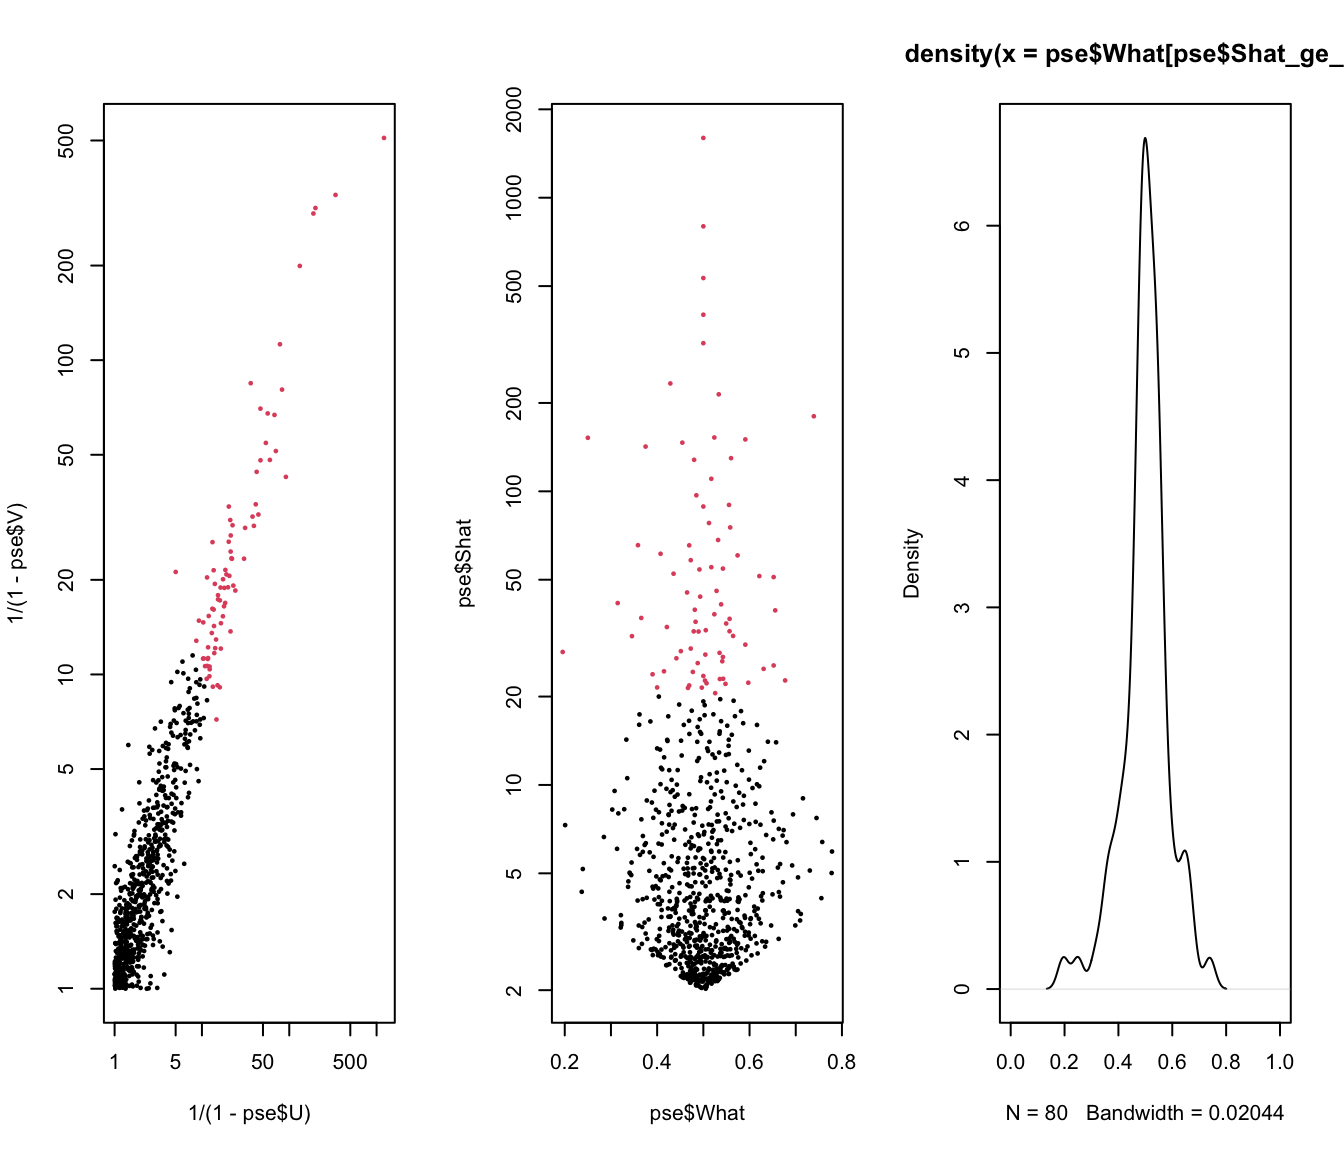 density(x = pse$What[pse$Shat_ge_
1/(1 - pse$V)
500
200
100
50
20
10
5
2
1
1 5 50 500
1/(1 - pse$U)
pse$Shat
2000
1000
500
200
100
50
20
10
5
2
0.2 0.4 0.6 0.8
pse$What
Density
6
5
4
3
2
1
0
0.0 0.2 0.4 0.6 0.8 1.0
N = 80 Bandwidth = 0.02044